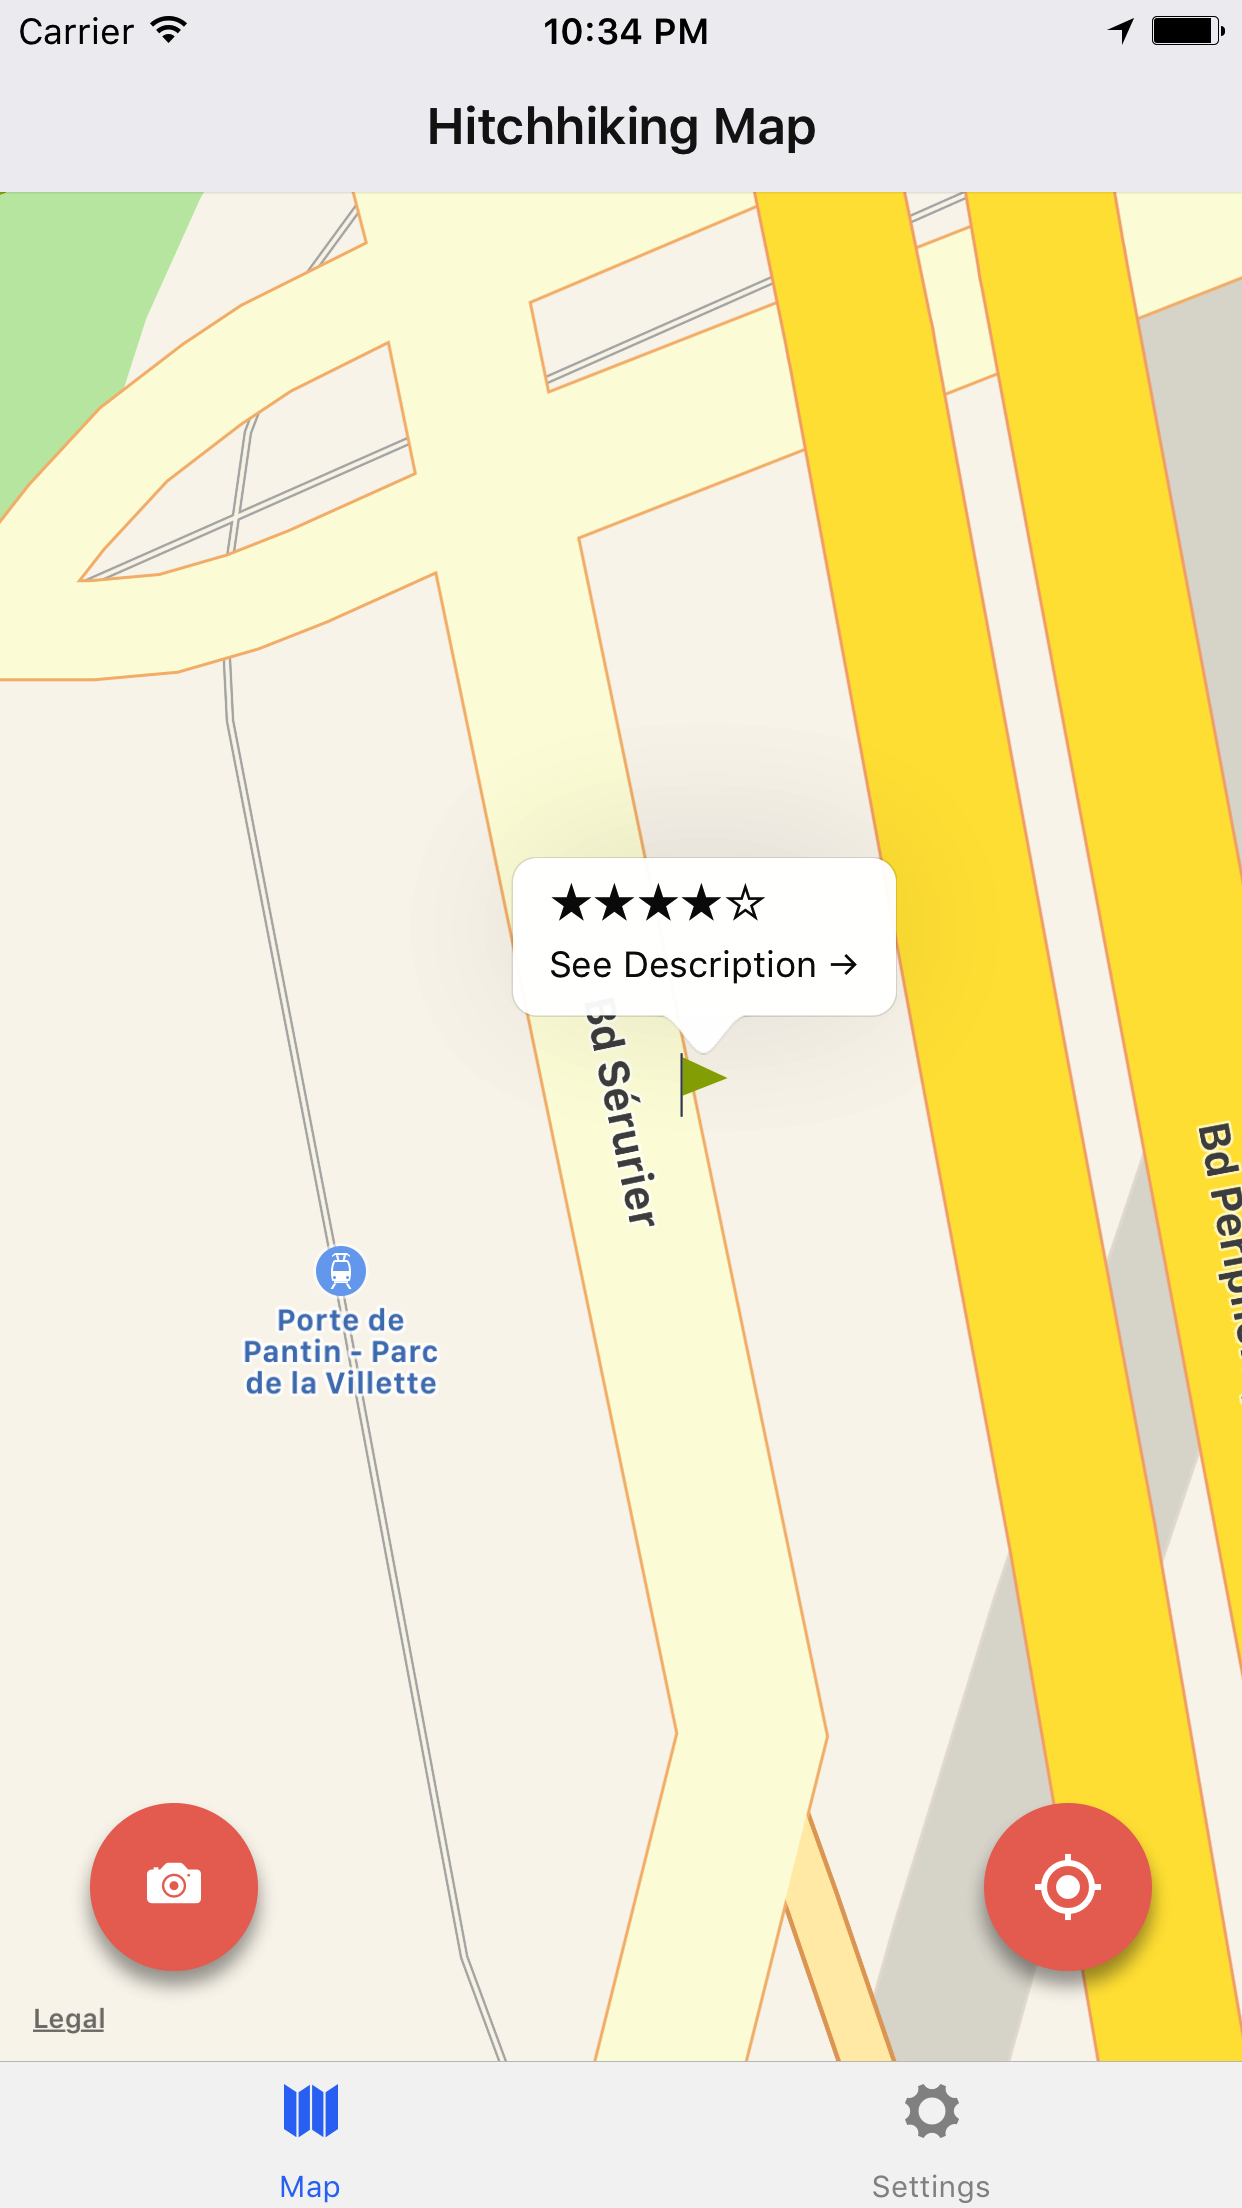 Carrier 10:34 PM
Hitchhiking Map
★★★★☆
See Description →
Bd Sérurier
Bd
Porte de
Pantin - Parc
de la Villette
Legal
Map
Settings